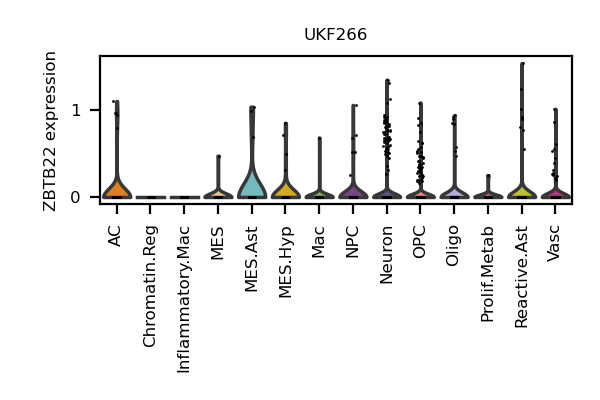 UKF266
ZBTB22 expression
1
0
AC
Chromatin.Reg
Inflammatory.Mac
MES
MES.Ast
MES.Hyp
Mac
NPC
Neuron
OPC
Oligo
Prolif.Metab
Reactive.Ast
Vasc